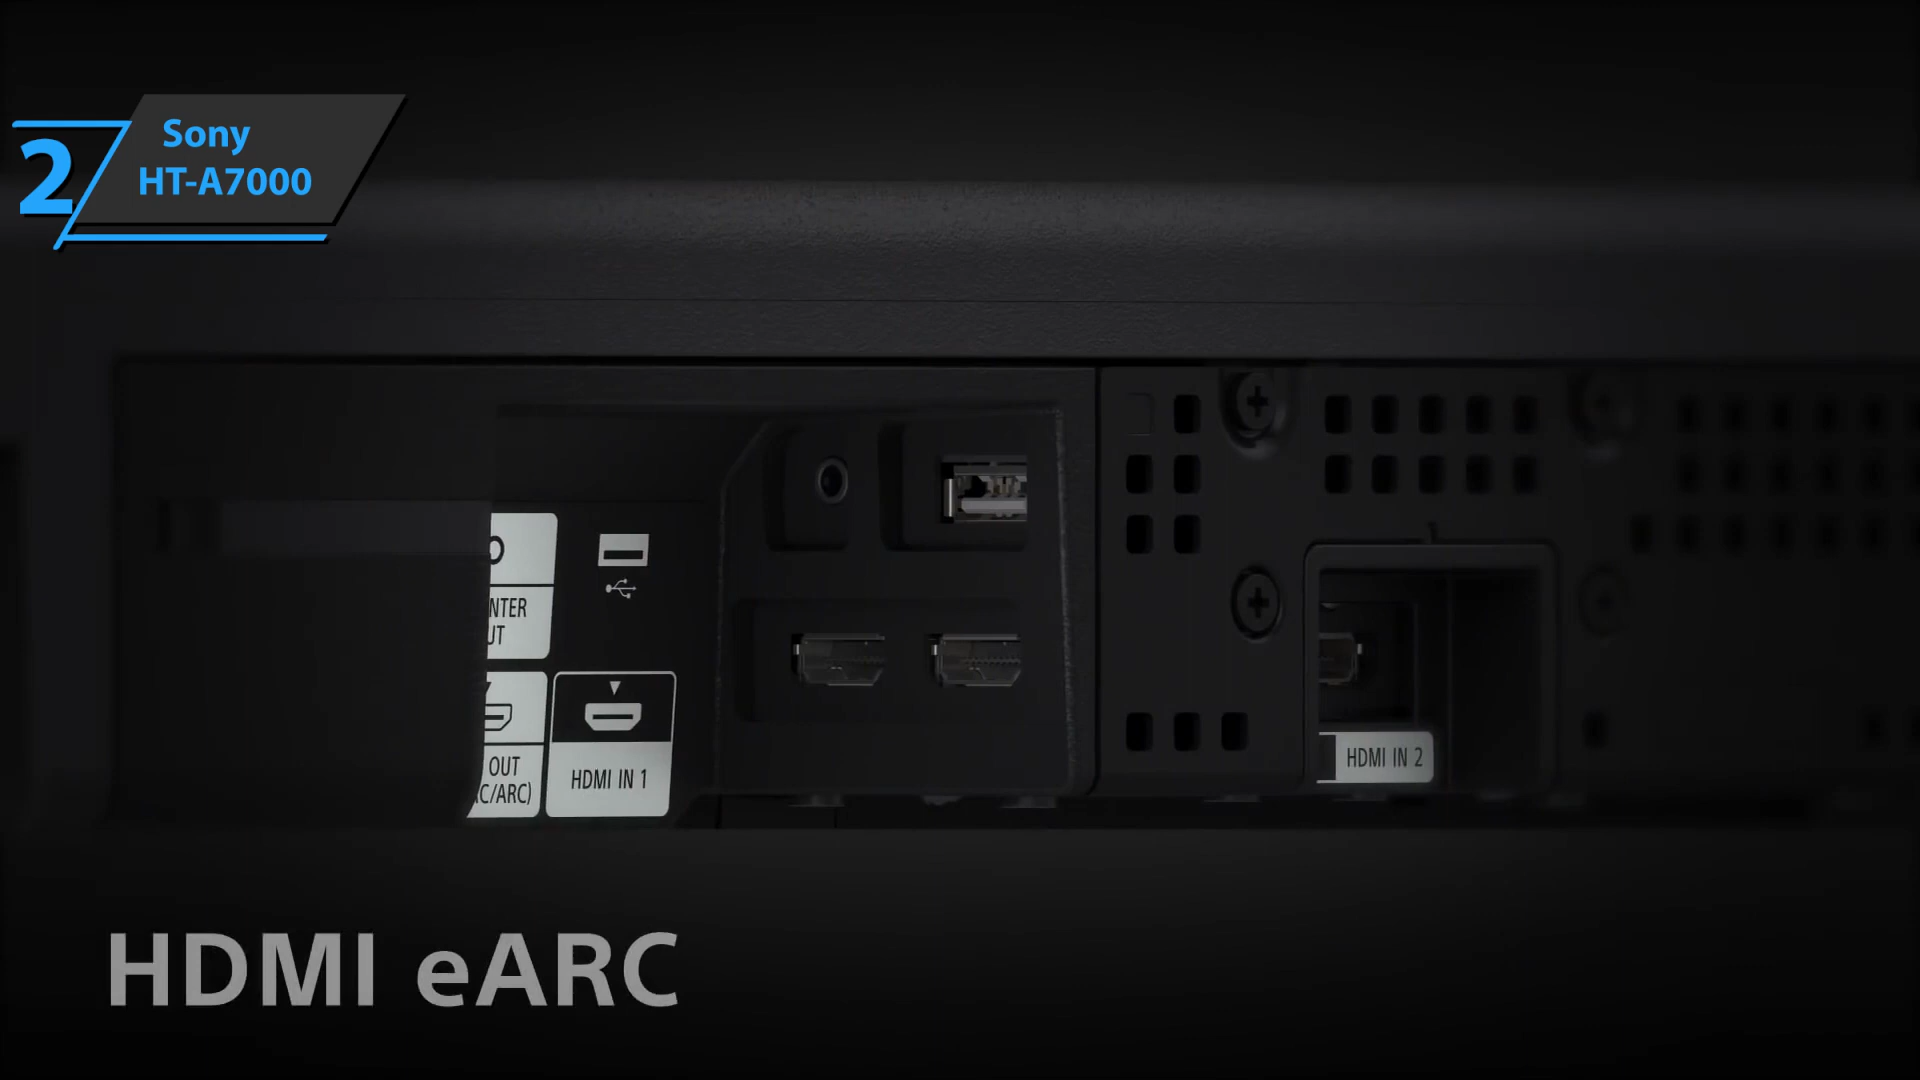 2
Sony
HT-A7000
NTER
UT
OUT
C/ARC)
HDMI IN 1
HDMI IN 2
HDMI eARC